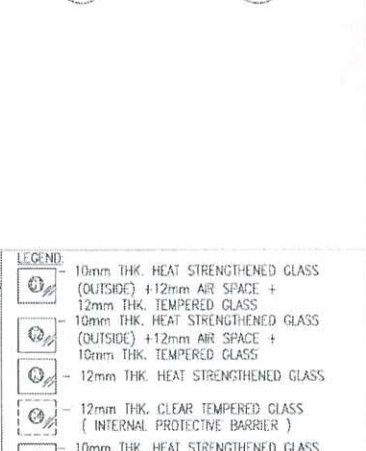 LEGEND:
10mm THK. HEAT STRENGTHENED GLASS
(OUTSIDE) +12mm AIR SPACE +
12mm THK. TEMPERED GLASS
10mm THK. HEAT STRENGTHENED GLASS
(OUTSIDE) +12mm AIR SPACE +
10mm THK. TEMPERED GLASS
12mm THK. HEAT STRENGTHENED GLASS
12mm THK. CLEAR TEMPERED GLASS
( INTERNAL PROTECTIVE BARRIER )
10mm THK. HEAT STRENGTHENED GLASS